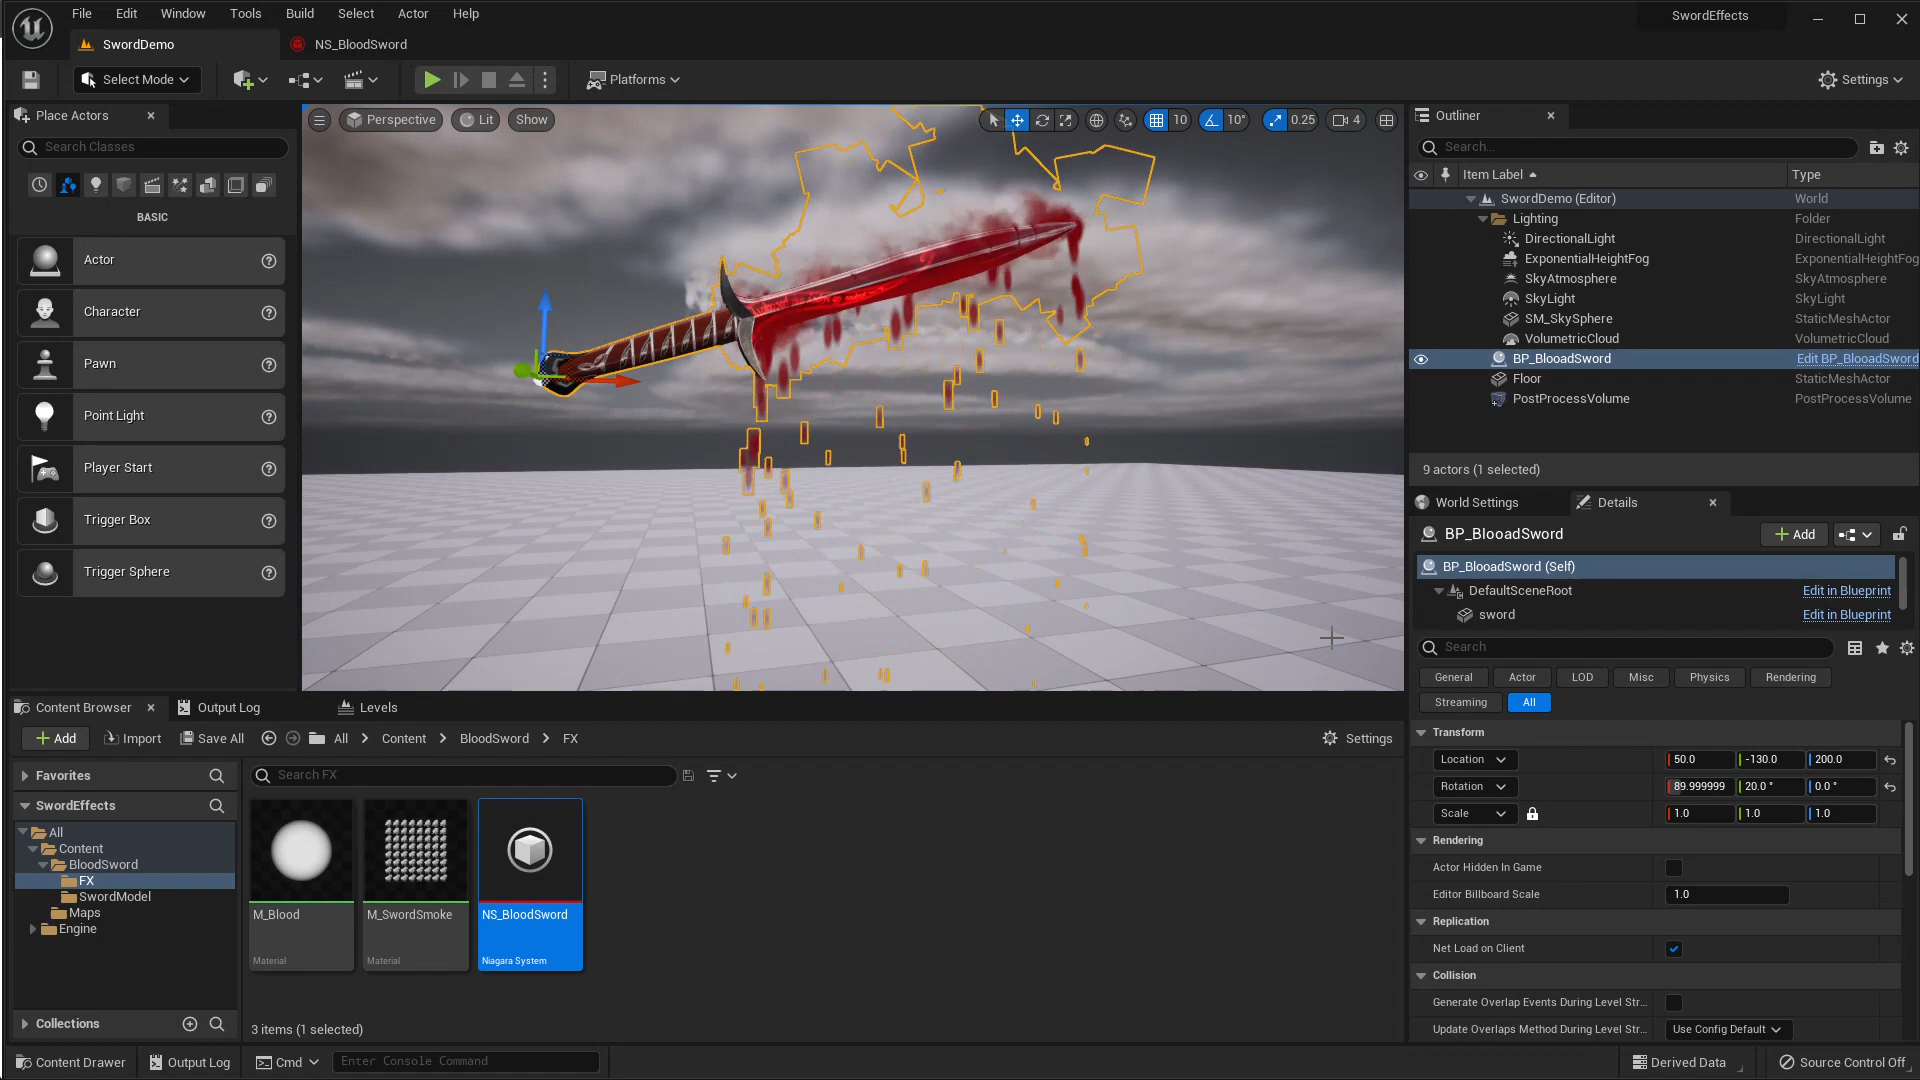 File Edit Window Tools Build Select Actor Help
SwordEffects
SwordDemo
NS_BloodSword
Select Mode
Platforms
Settings
Place Actors
Search Classes
BASIC
Actor
Character
Pawn
Point Light
Player Start
Trigger Box
Trigger Sphere
Perspective
Lit
Show
10
10°
0.25
4
Outliner
Search...
Item Label
Type
SwordDemo (Editor) World
Lighting Folder
DirectionalLight DirectionalLight
ExponentialHeightFog ExponentialHeightFog
SkyAtmosphere SkyAtmosphere
SkyLight SkyLight
SM_SkySphere StaticMeshActor
VolumetricCloud VolumetricCloud
BP_BlooadSword Edit BP_BlooadSword
Floor StaticMeshActor
PostProcessVolume PostProcessVolume
9 actors (1 selected)
World Settings
Details
BP_BlooadSword
Add
BP_BlooadSword (Self)
DefaultSceneRoot Edit in Blueprint
sword Edit in Blueprint
Search
General Actor LOD Misc Physics Rendering
Streaming All
Transform
Location 50.0 -130.0 200.0
Rotation 89.999999 20.0 ° 0.0 °
Scale 1.0 1.0 1.0
Rendering
Actor Hidden In Game
Editor Billboard Scale 1.0
Replication
Net Load on Client
Collision
Generate Overlap Events During Level Str...
Update Overlaps Method During Level Str... Use Config Default
Content Browser
Output Log
Levels
Add
Import
Save All
All
Content
BloodSword
FX
Settings
Favorites
SwordEffects
All
Content
BloodSword
FX
SwordModel
Maps
Engine
Collections
Search FX
M_Blood
Material
M_SwordSmoke
Material
NS_BloodSword
Niagara System
3 items (1 selected)
Content Drawer
Output Log
Cmd
Enter Console Command
Derived Data
Source Control Off